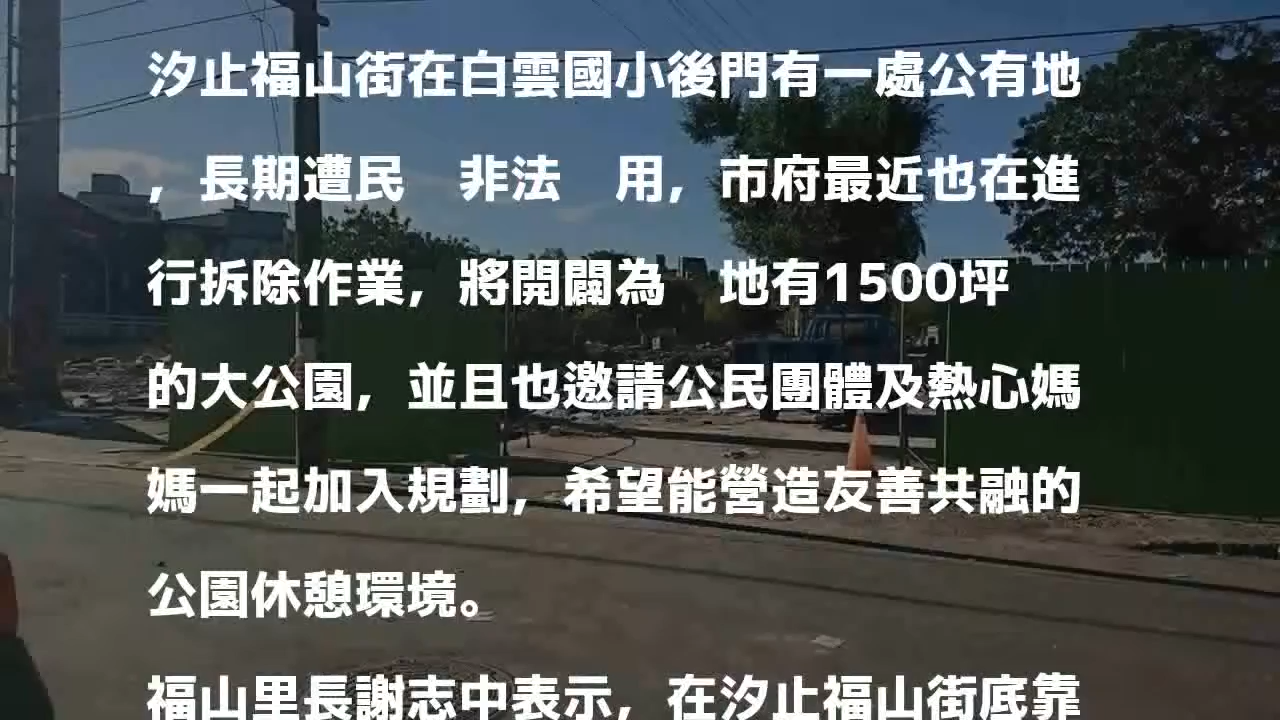 汐止福山街在白雲國小後門有一處公有地
，長期遭民　非法　用，市府最近也在進
行拆除作業，將開闢為　地有1500坪
的大公園，並且也邀請公民團體及熱心媽
媽一起加入規劃，希望能營造友善共融的
公園休憩環境。
福山里長謝志中表示，在汐止福山街底靠